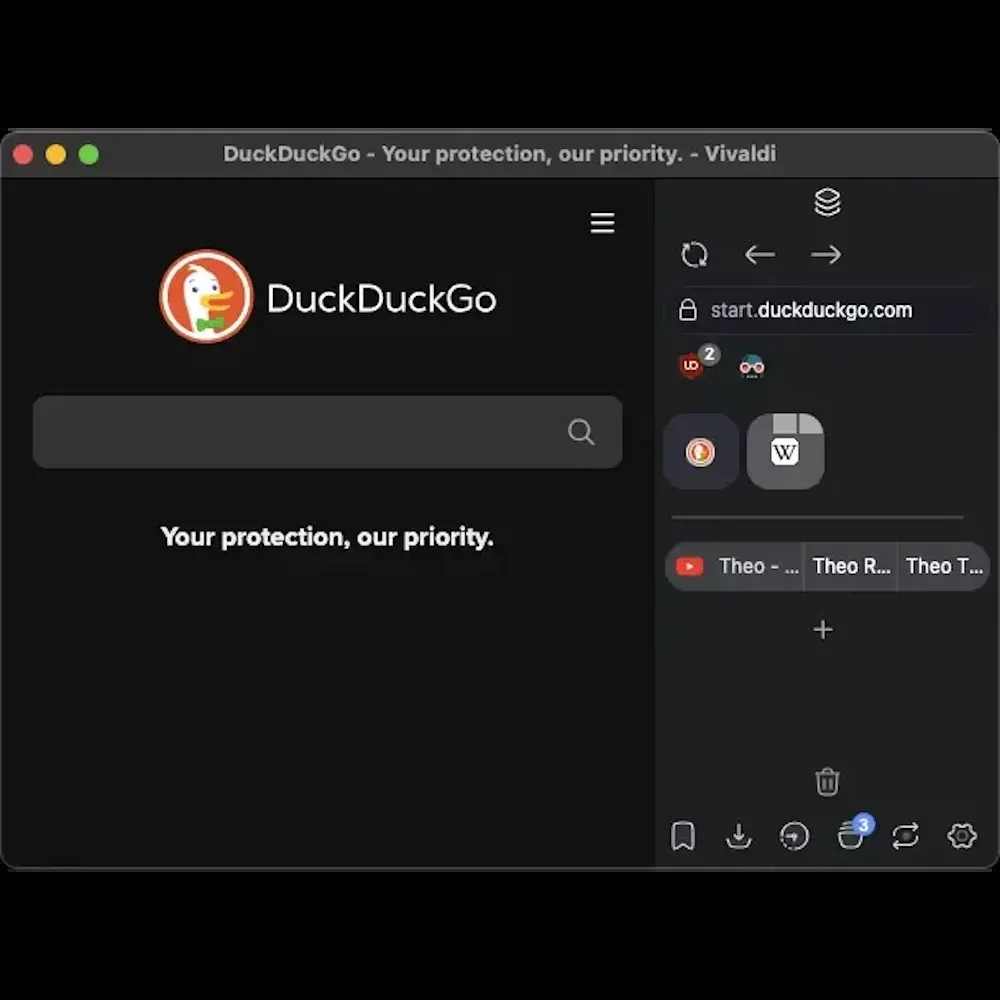 DuckDuckGo - Your protection, our priority. - Vivaldi
DuckDuckGo
Your protection, our priority.
start.duckduckgo.com
UO
2
W
Theo - ...
Theo R...
Theo T...
3